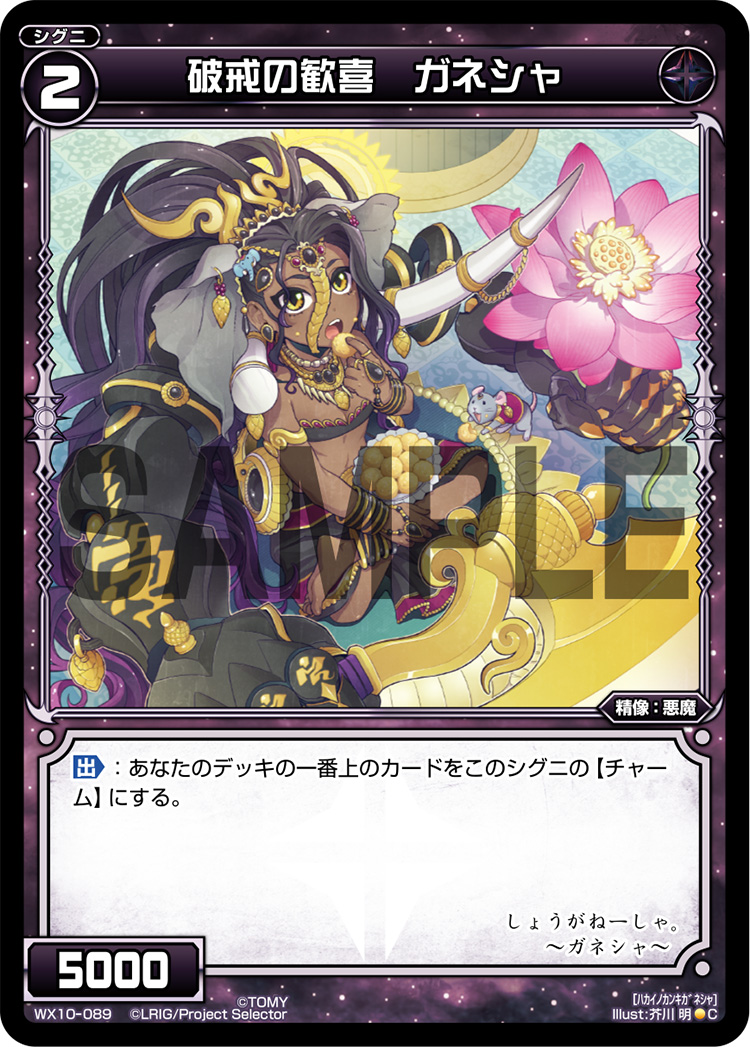 シグニ
2
破戒の歓喜　ガネシャ
SAMPLE
精像：悪魔
出：あなたのデッキの一番上のカードをこのシグニの【チャー
ム】にする。
しょうがねーしゃ。
～ガネシャ～
5000
©TOMY
WX10-089 ©LRIG/Project Selector
[ﾊｶｲﾉｶﾝｷｶﾞﾈｼｬ]
Illust:芥川 明 C